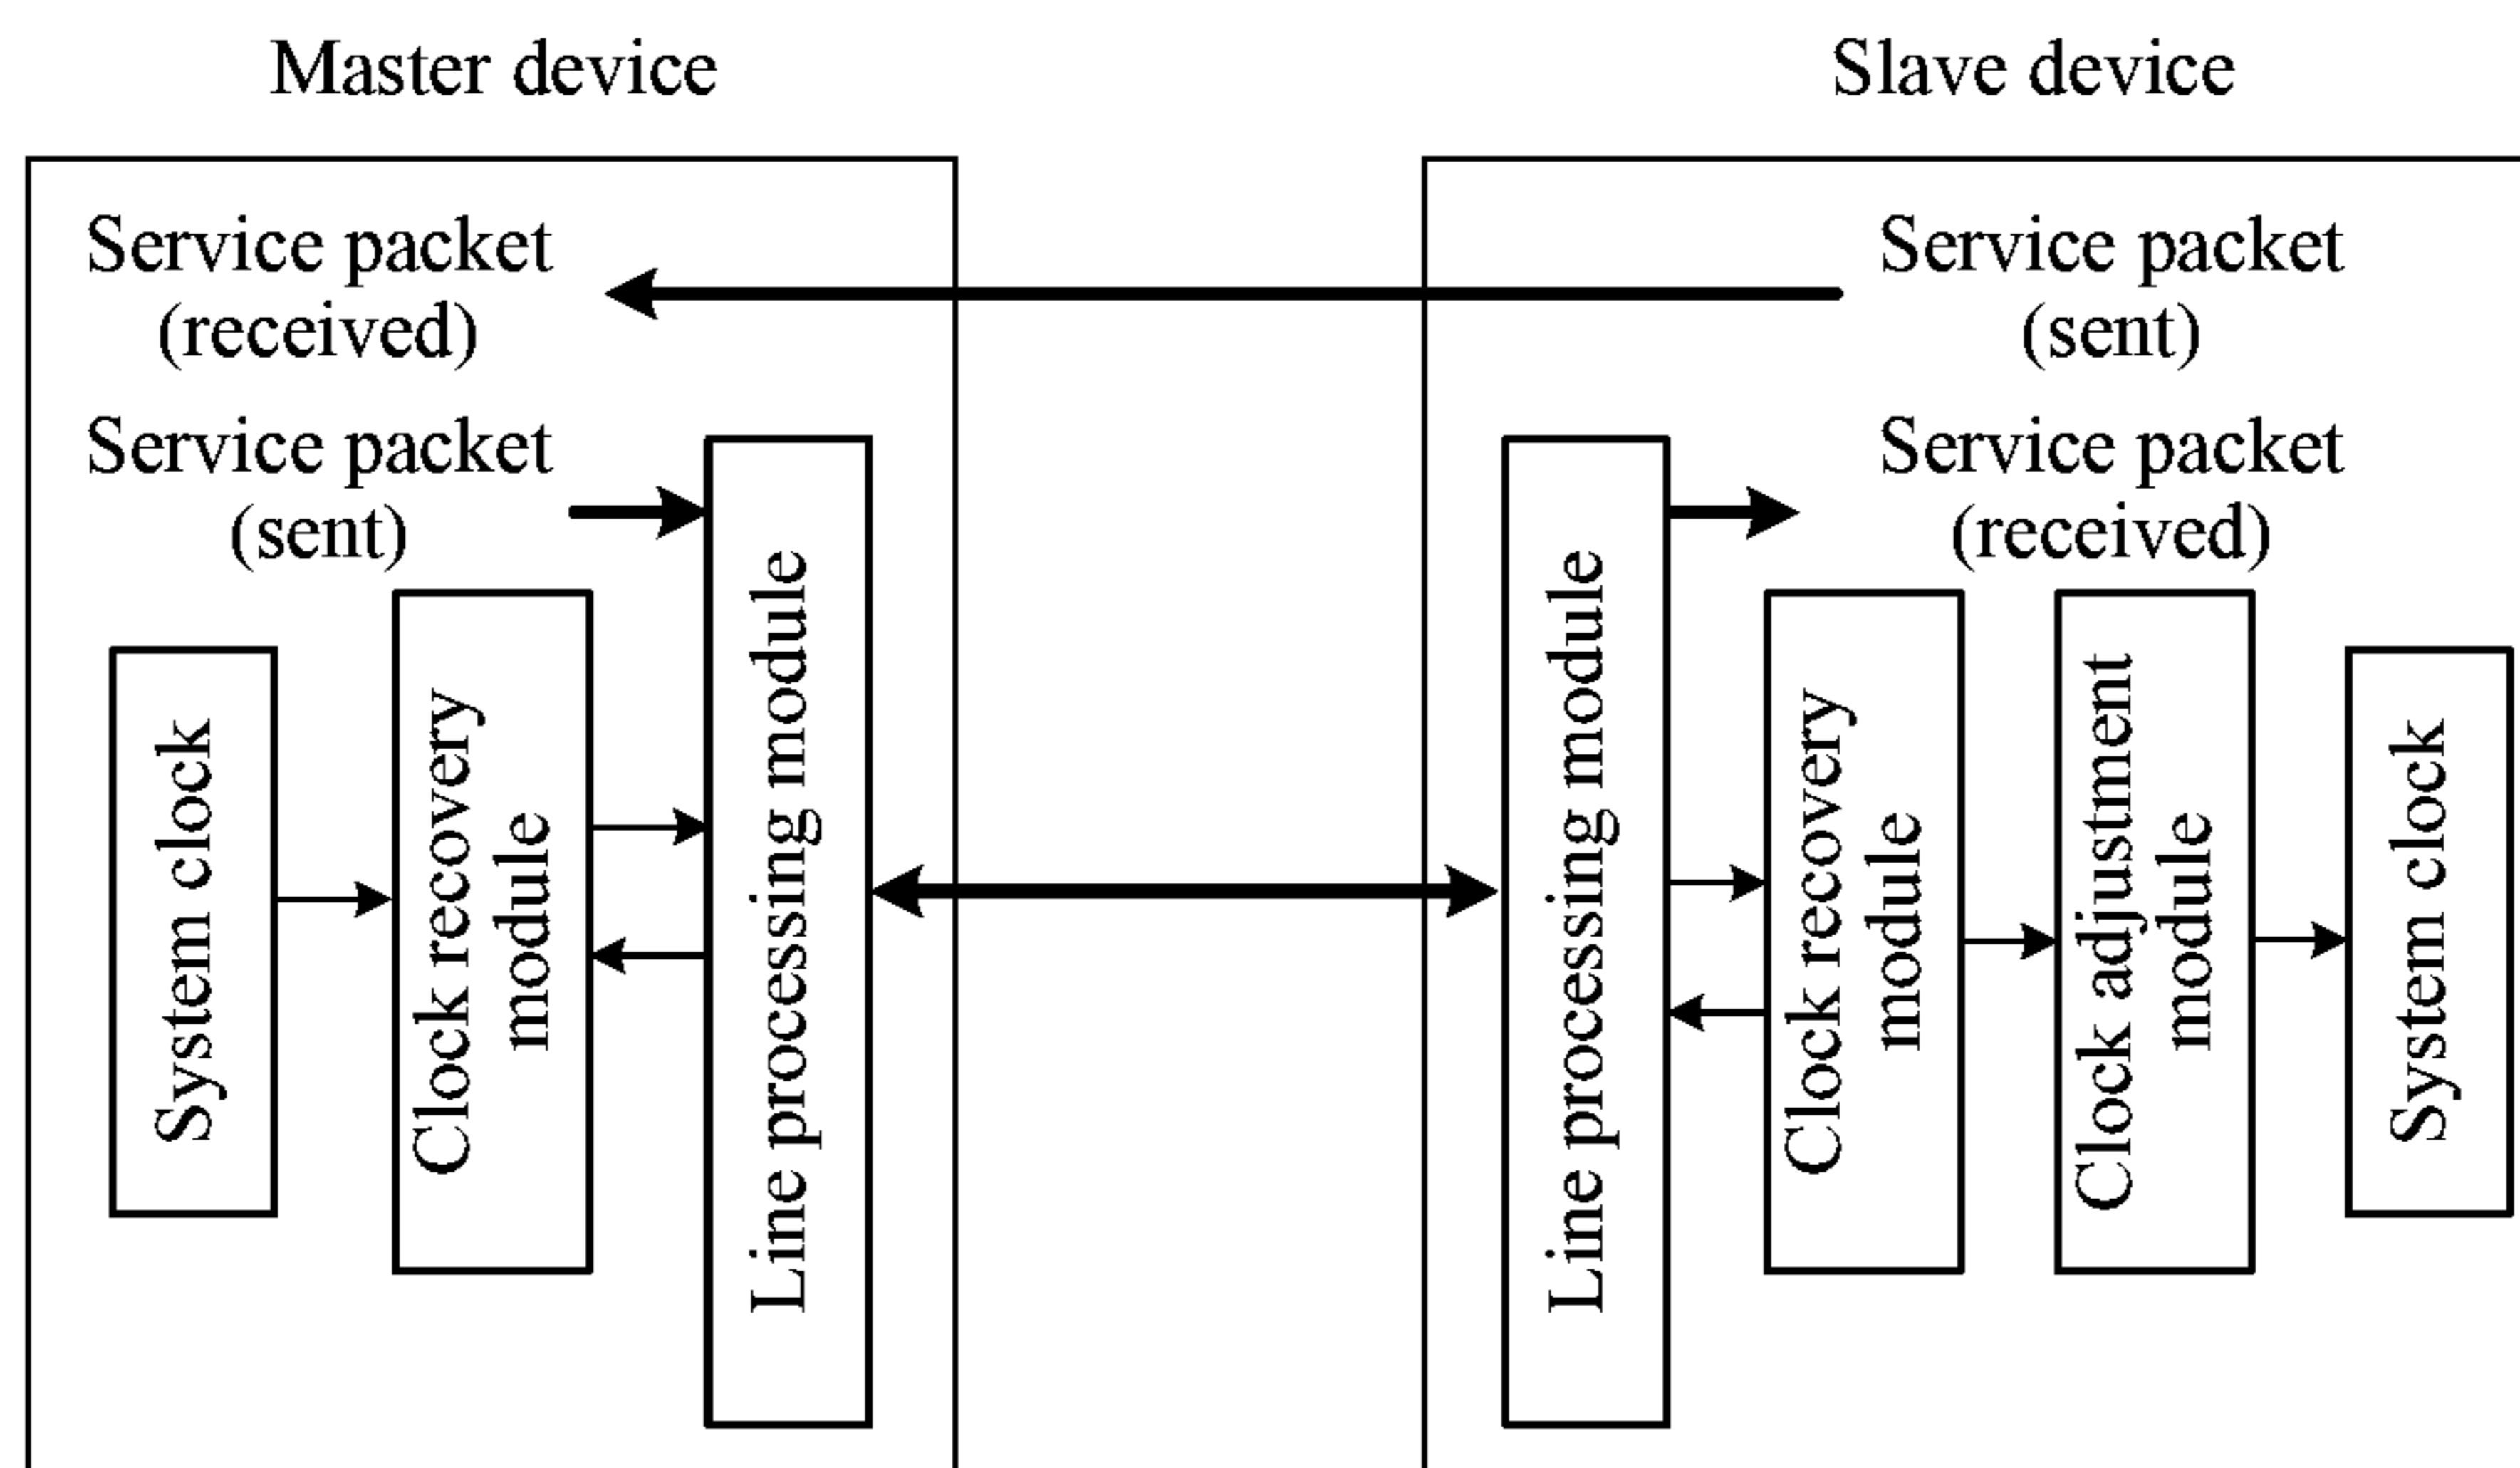 Master device
Slave device
Service packet
(received)
Service packet
(sent)
Service packet
(sent)
Service packet
(received)
System clock
Clock recovery
module
Line processing module
Line processing module
Clock recovery
module
Clock adjustment
module
System clock